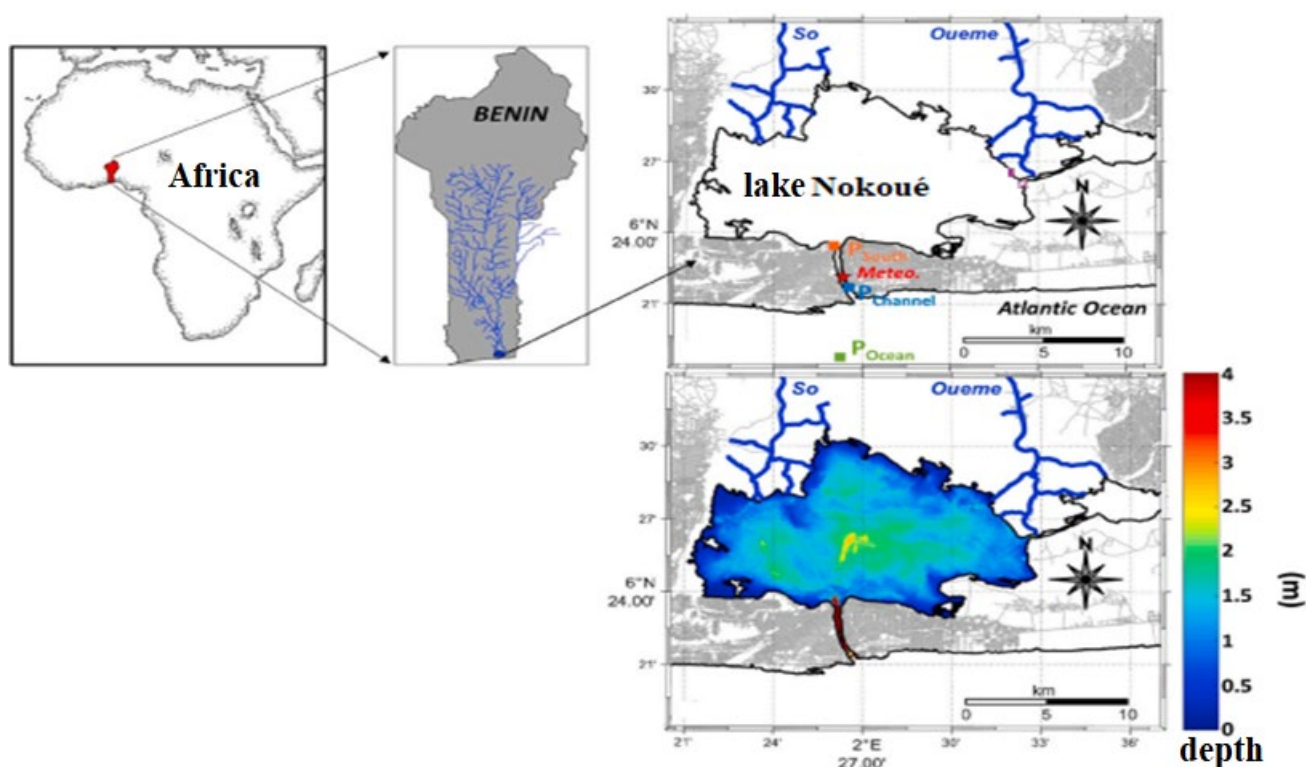 Africa
BENIN
So
Oueme
30'
27'
6°N
24.00'
21'
lake Nokoué
N
P South
Meteo.
P Channel
P Ocean
Atlantic Ocean
km
0 5 10
So
Oueme
30'
27'
6°N
24.00'
21'
N
km
0 5 10
21' 24' 2°E 33' 36'
27.00'
4
3.5
3
2.5
2
1.5
1
0.5
0
(m)
depth